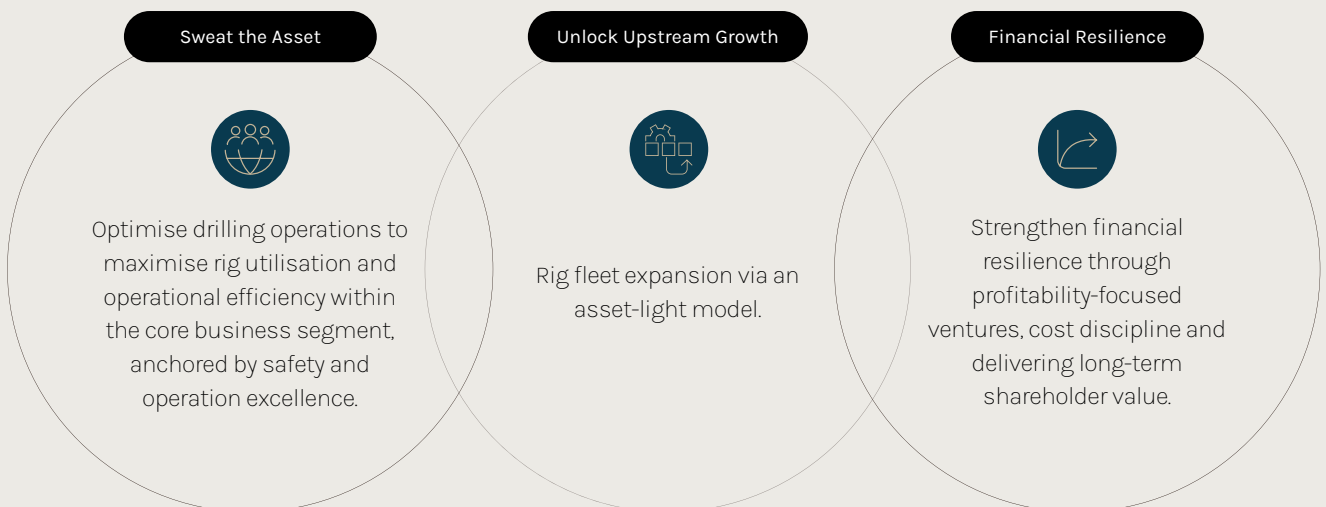 Sweat the Asset
Optimise drilling operations to
maximise rig utilisation and
operational efficiency within
the core business segment,
anchored by safety and
operation excellence.
Unlock Upstream Growth
Rig fleet expansion via an
asset-light model.
Financial Resilience
Strengthen financial
resilience through
profitability-focused
ventures, cost discipline and
delivering long-term
shareholder value.